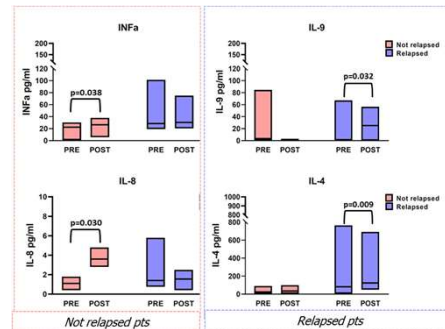 INFa
INFa pg/ml
200
150
120
100
80
60
40
20
0
p=0.038
PRE POST PRE POST
IL-9
IL-9 pg/ml
200
150
120
100
80
60
40
20
0
p=0.032
PRE POST PRE POST
Not relapsed
Relapsed
IL-8
IL-8 pg/ml
10
8
6
4
2
0
p=0.030
PRE POST PRE POST
IL-4
IL-4 pg/ml
1000
900
800
600
400
200
0
p=0.009
PRE POST PRE POST
Not relapsed
Relapsed
Not relapsed pts
Relapsed pts